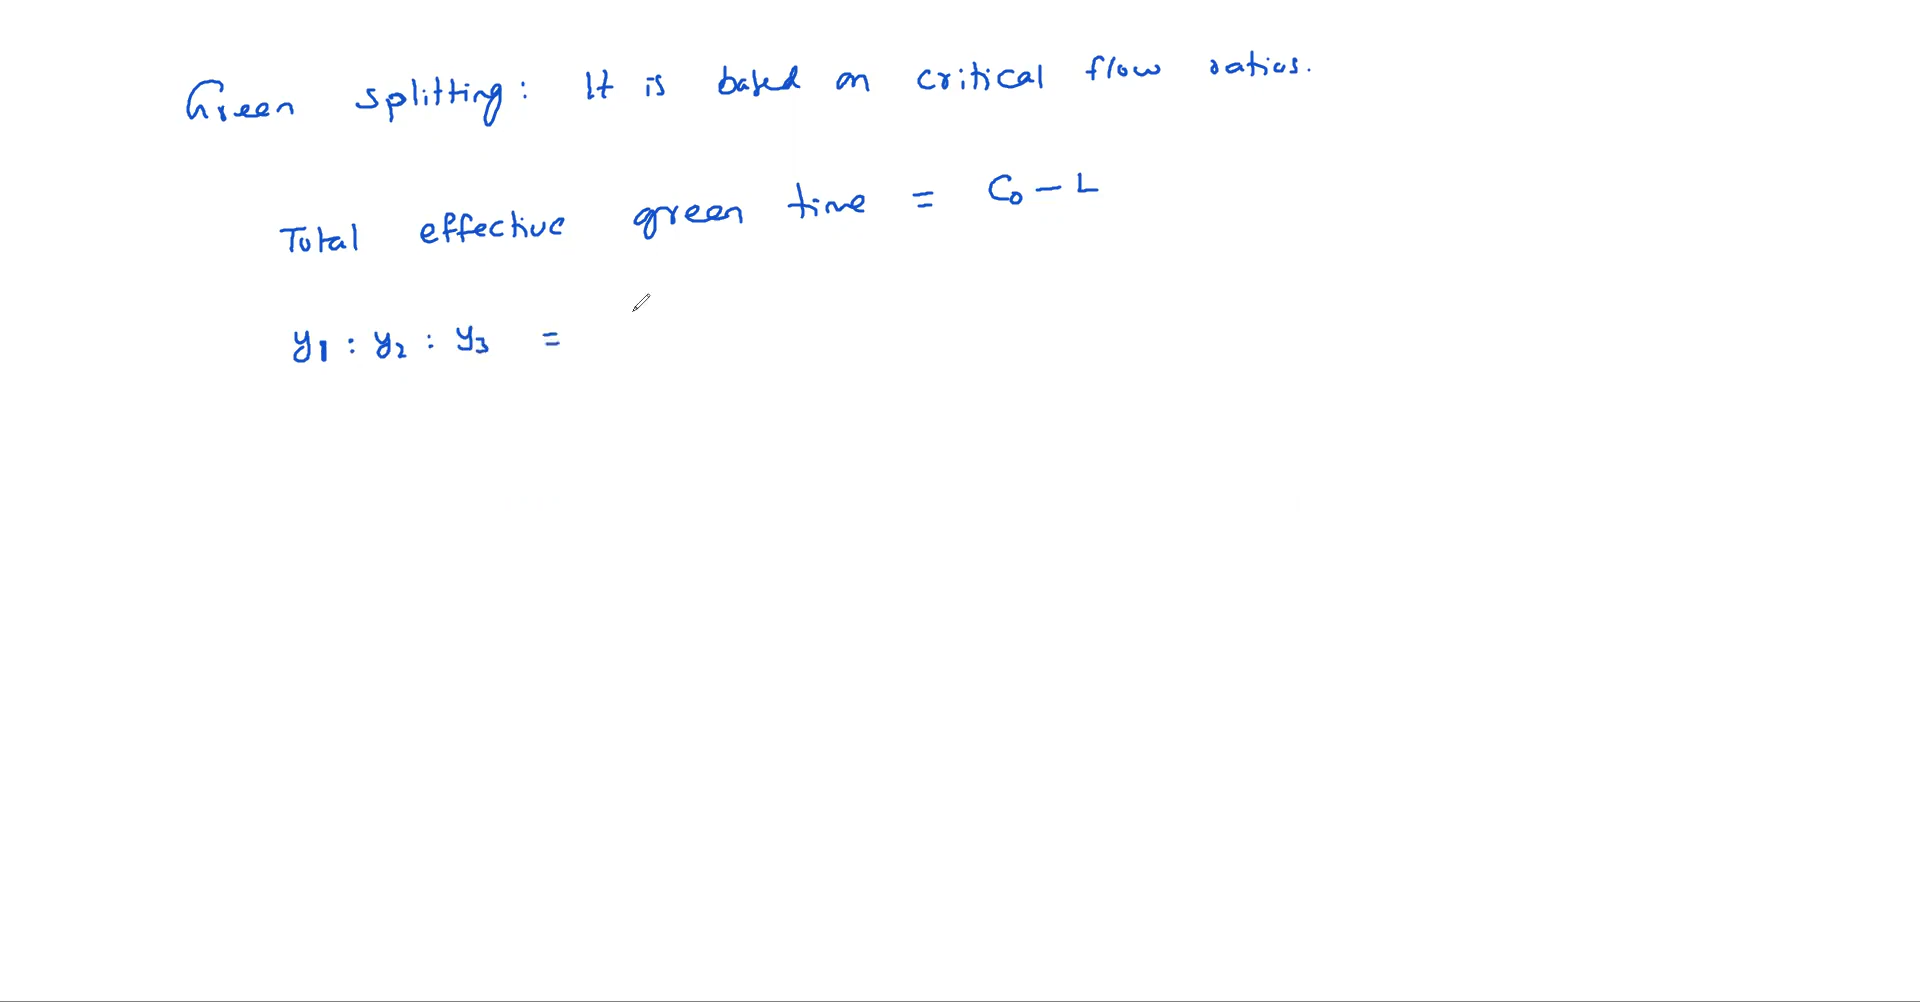 Green splitting: It is based on critical flow ratios.
Total effective green time = C₀ - L
y₁ : y₂ : y₃ =